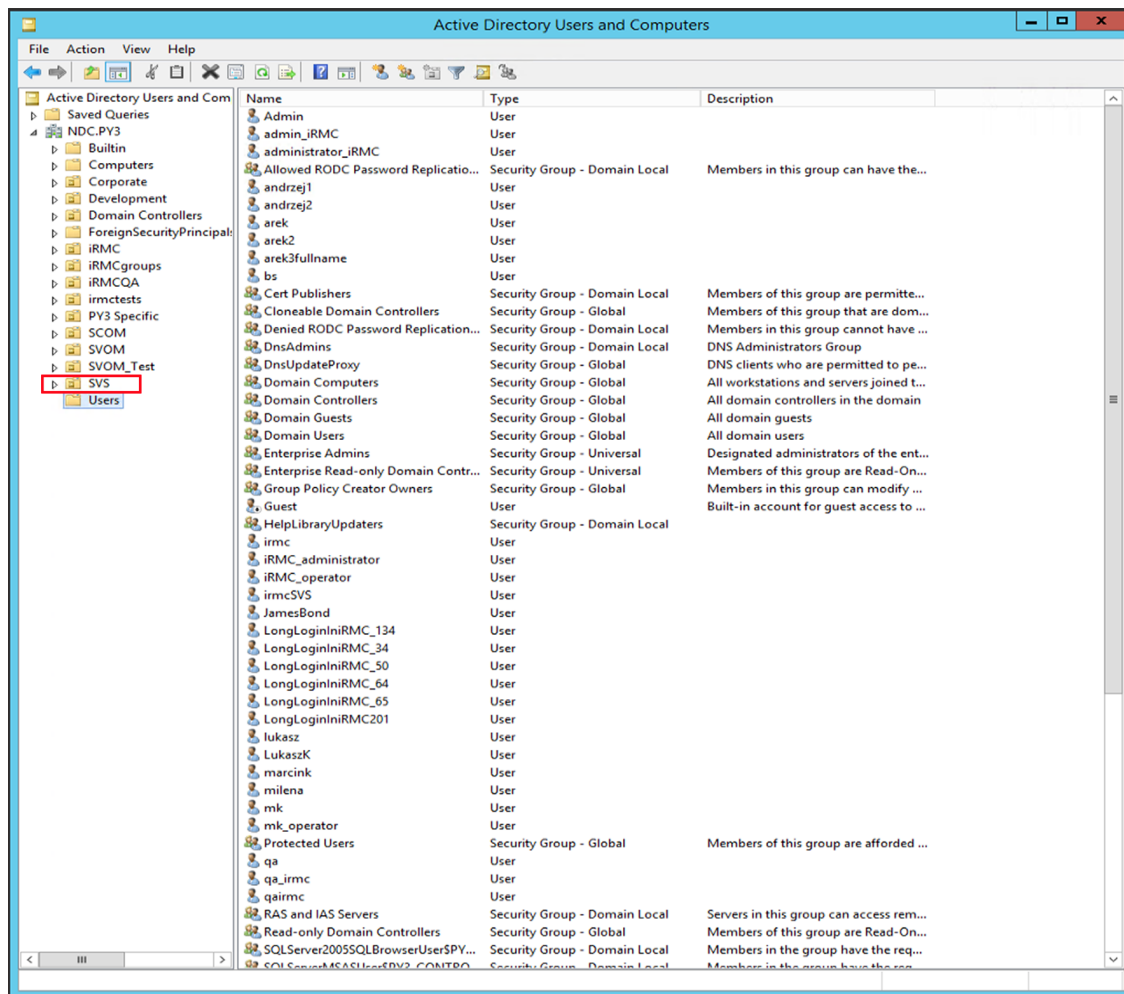 Active Directory Users and Computers
File Action View Help
Active Directory Users and Com
Saved Queries
NDC.PY3
Builtin
Computers
Corporate
Development
Domain Controllers
ForeignSecurityPrincipals
iRMC
iRMCgroups
iRMCQA
irmctests
PY3 Specific
SCOM
SVOM
SVOM_Test
SVS
Users
Name Type Description
Admin User
admin_iRMC User
administrator_iRMC User
Allowed RODC Password Replicatio... Security Group - Domain Local Members in this group can have the...
andrzej1 User
andrzej2 User
arek User
arek2 User
arek3fullname User
bs User
Cert Publishers Security Group - Domain Local Members of this group are permitte...
Cloneable Domain Controllers Security Group - Global Members of this group that are dom...
Denied RODC Password Replication... Security Group - Domain Local Members in this group cannot have ...
DnsAdmins Security Group - Domain Local DNS Administrators Group
DnsUpdateProxy Security Group - Global DNS clients who are permitted to pe...
Domain Computers Security Group - Global All workstations and servers joined t...
Domain Controllers Security Group - Global All domain controllers in the domain
Domain Guests Security Group - Global All domain guests
Domain Users Security Group - Global All domain users
Enterprise Admins Security Group - Universal Designated administrators of the ent...
Enterprise Read-only Domain Contr... Security Group - Universal Members of this group are Read-On...
Group Policy Creator Owners Security Group - Global Members in this group can modify ...
Guest User Built-in account for guest access to ...
HelpLibraryUpdaters Security Group - Domain Local
irmc User
iRMC_administrator User
iRMC_operator User
irmcSVS User
JamesBond User
LongLoginIniRMC_134 User
LongLoginIniRMC_34 User
LongLoginIniRMC_50 User
LongLoginIniRMC_64 User
LongLoginIniRMC_65 User
LongLoginIniRMC201 User
lukasz User
LukaszK User
marcink User
milena User
mk User
mk_operator User
Protected Users Security Group - Global Members of this group are afforded ...
qa User
qa_irmc User
qairmc User
RAS and IAS Servers Security Group - Domain Local Servers in this group can access rem...
Read-only Domain Controllers Security Group - Global Members of this group are Read-On...
SQLServer2005SQLBrowserUser$PY... Security Group - Domain Local Members in the group have the req...
SQLServerMSASUser$PY3_CONTRO... Security Group - Domain Local Members in the group have the req...